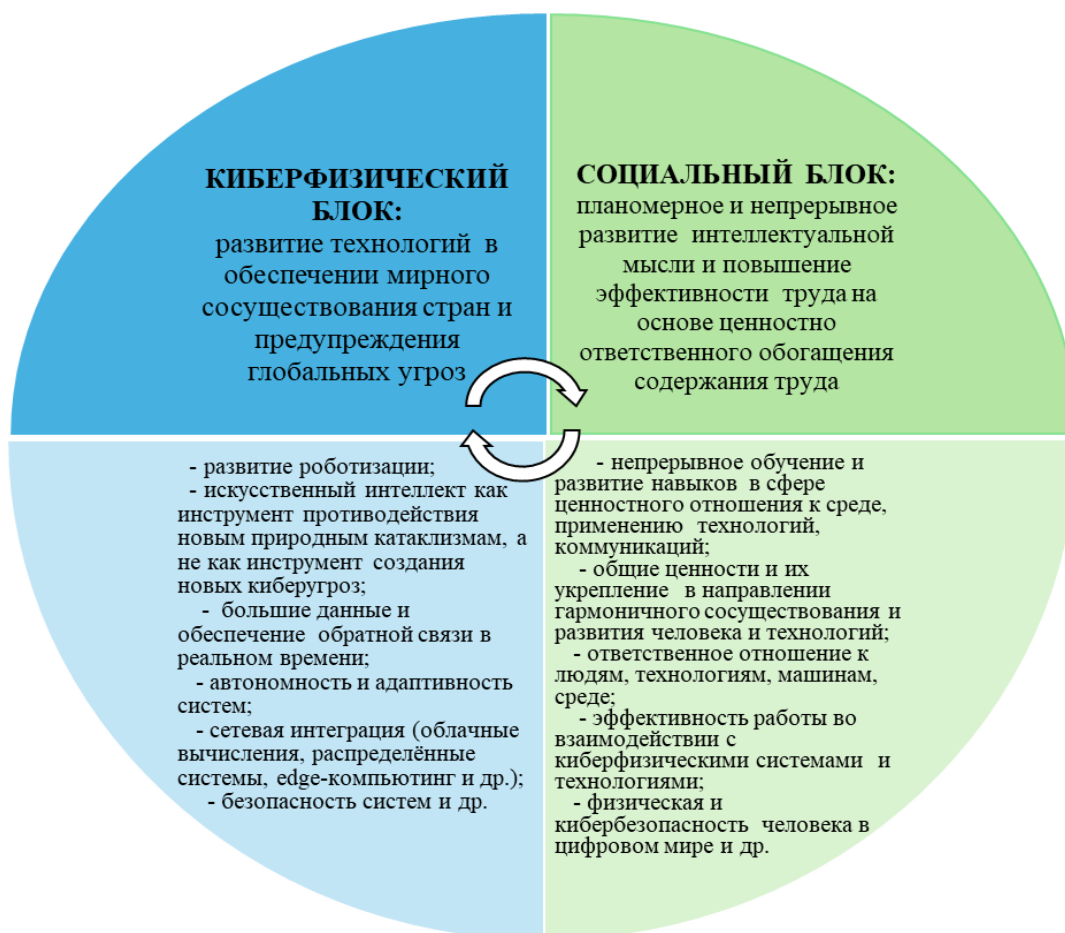 КИБЕРФИЗИЧЕСКИЙ
БЛОК:
развитие технологий в
обеспечении мирного
сосуществования стран и
предупреждения
глобальных угроз
СОЦИАЛЬНЫЙ БЛОК:
планомерное и непрерывное
развитие интеллектуальной
мысли и повышение
эффективности труда на
основе ценностно
ответственного обогащения
содержания труда
- развитие роботизации;
- искусственный интеллект как
инструмент противодействия
новым природным катаклизмам, а
не как инструмент создания
новых киберугроз;
- большие данные и
обеспечение обратной связи в
реальном времени;
- автономность и адаптивность
систем;
- сетевая интеграция (облачные
вычисления, распределённые
системы, edge-компьютинг и др.);
- безопасность систем и др.
- непрерывное обучение и
развитие навыков в сфере
ценностного отношения к среде,
применению технологий,
коммуникаций;
- общие ценности и их
укрепление в направлении
гармоничного сосуществования и
развития человека и технологий;
- ответственное отношение к
людям, технологиям, машинам,
среде;
- эффективность работы во
взаимодействии с
киберфизическими системами и
технологиями;
- физическая и
кибербезопасность человека в
цифровом мире и др.